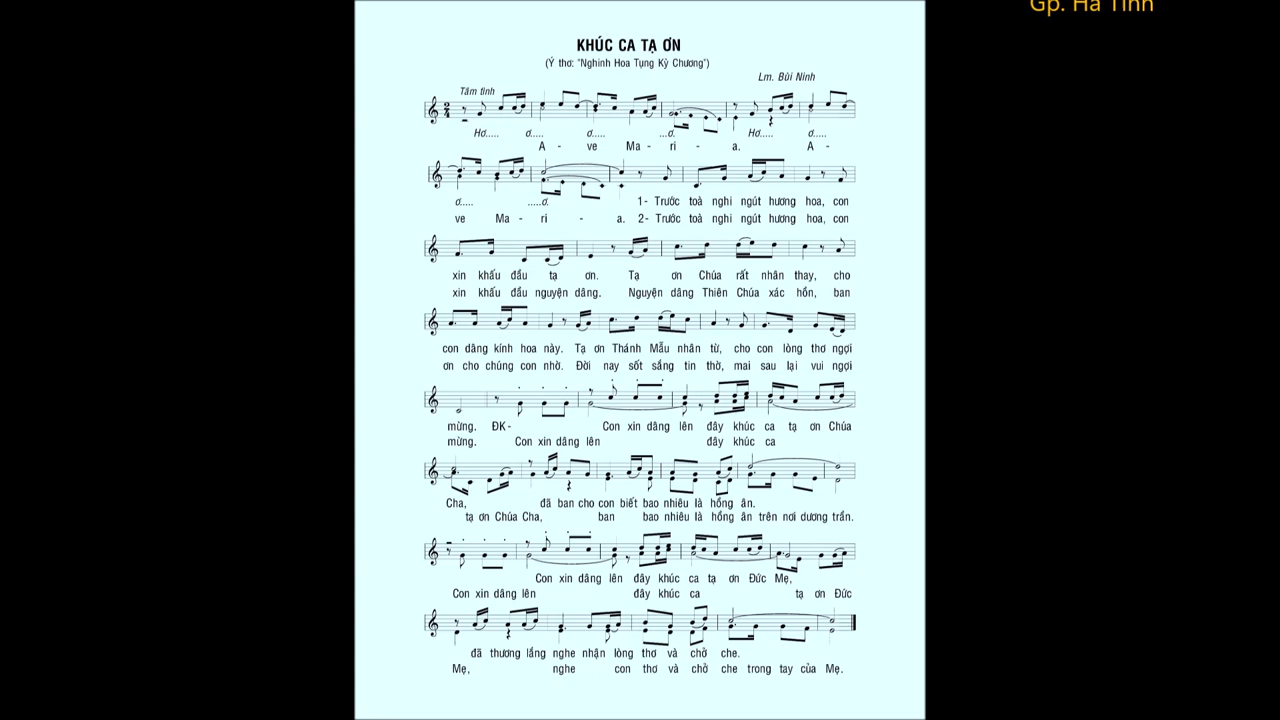 Gp. Hà Tĩnh
KHÚC CA TẠ ƠN
(Ý thơ: "Nghinh Hoa Tụng Kỳ Chương")
Lm. Bùi Ninh
Tâm tình
2
4
Hơ..... ơ..... ơ..... ...ơ. Hơ..... ơ.....
A - ve Ma - ri - a. A -
ơ..... .....ơ. 1- Trước toà nghi ngút hương hoa, con
ve Ma - ri - a. 2- Trước toà nghi ngút hương hoa, con
xin khấu đầu tạ ơn. Tạ ơn Chúa rất nhân thay, cho
xin khấu đầu nguyện dâng. Nguyện dâng Thiên Chúa xác hồn, ban
con dâng kính hoa này. Tạ ơn Thánh Mẫu nhân từ, cho con lòng thơ ngợi
ơn cho chúng con nhờ. Đời nay sốt sắng tin thờ, mai sau lại vui ngợi
mừng. ĐK- Con xin dâng lên đây khúc ca tạ ơn Chúa
mừng. Con xin dâng lên đây khúc ca
Cha, đã ban cho con biết bao nhiêu là hồng ân.
tạ ơn Chúa Cha, ban bao nhiêu là hồng ân trên nơi dương trần.
Con xin dâng lên đây khúc ca tạ ơn Đức Mẹ,
Con xin dâng lên đây khúc ca tạ ơn Đức
đã thương lắng nghe nhận lòng thơ và chở che.
Mẹ, nghe con thơ và chở che trong tay của Mẹ.